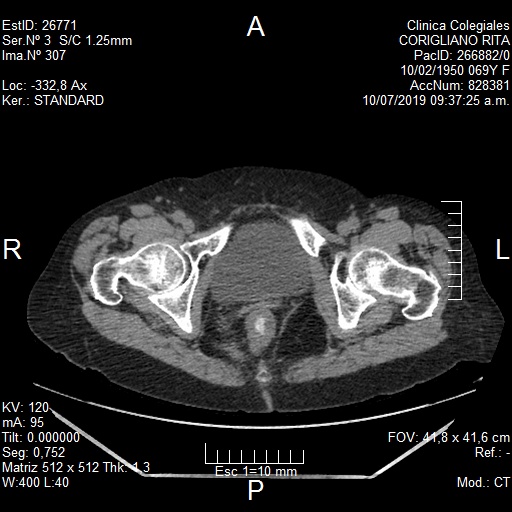 EstID: 26771
Ser.Nº 3 S/C 1.25mm
Ima.Nº 307
Loc: -332,8 Ax
Ker.: STANDARD
A
Clinica Colegiales
CORIGLIANO RITA
PacID: 266882/0
10/02/1950 069Y F
AccNum: 828381
10/07/2019 09:37:25 a.m.
R
L
KV: 120
mA: 95
Tilt: 0.000000
Seg: 0,752
Matriz 512 x 512 Thk: 1.3
W:400 L:40
Esc 1=10 mm
P
FOV: 41,8 x 41,6 cm
Ref.: -
Mod.: CT